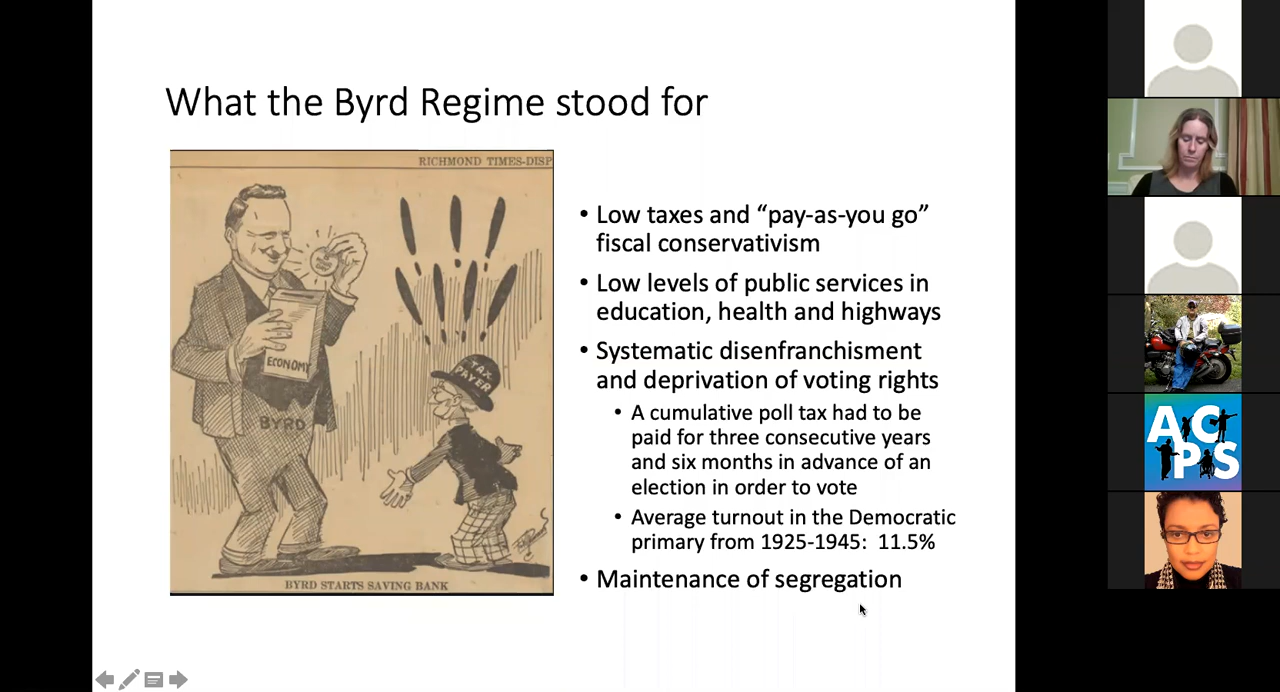 What the Byrd Regime stood for
RICHMOND TIMES-DISP
ECONOMY
BYRD
TAX
PAYER
BYRD STARTS SAVING BANK
• Low taxes and “pay-as-you go”
fiscal conservativism
• Low levels of public services in
education, health and highways
• Systematic disenfranchisment
and deprivation of voting rights
• A cumulative poll tax had to be
paid for three consecutive years
and six months in advance of an
election in order to vote
• Average turnout in the Democratic
primary from 1925-1945: 11.5%
• Maintenance of segregation
AC
PS